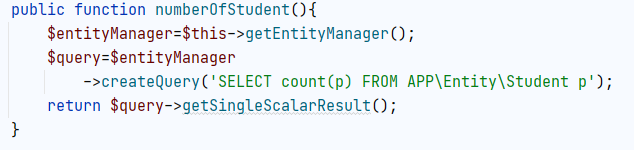 public function numberOfStudent(){
    $entityManager=$this->getEntityManager();
    $query=$entityManager
        ->createQuery('SELECT count(p) FROM APP\Entity\Student p');
    return $query->getSingleScalarResult();
}